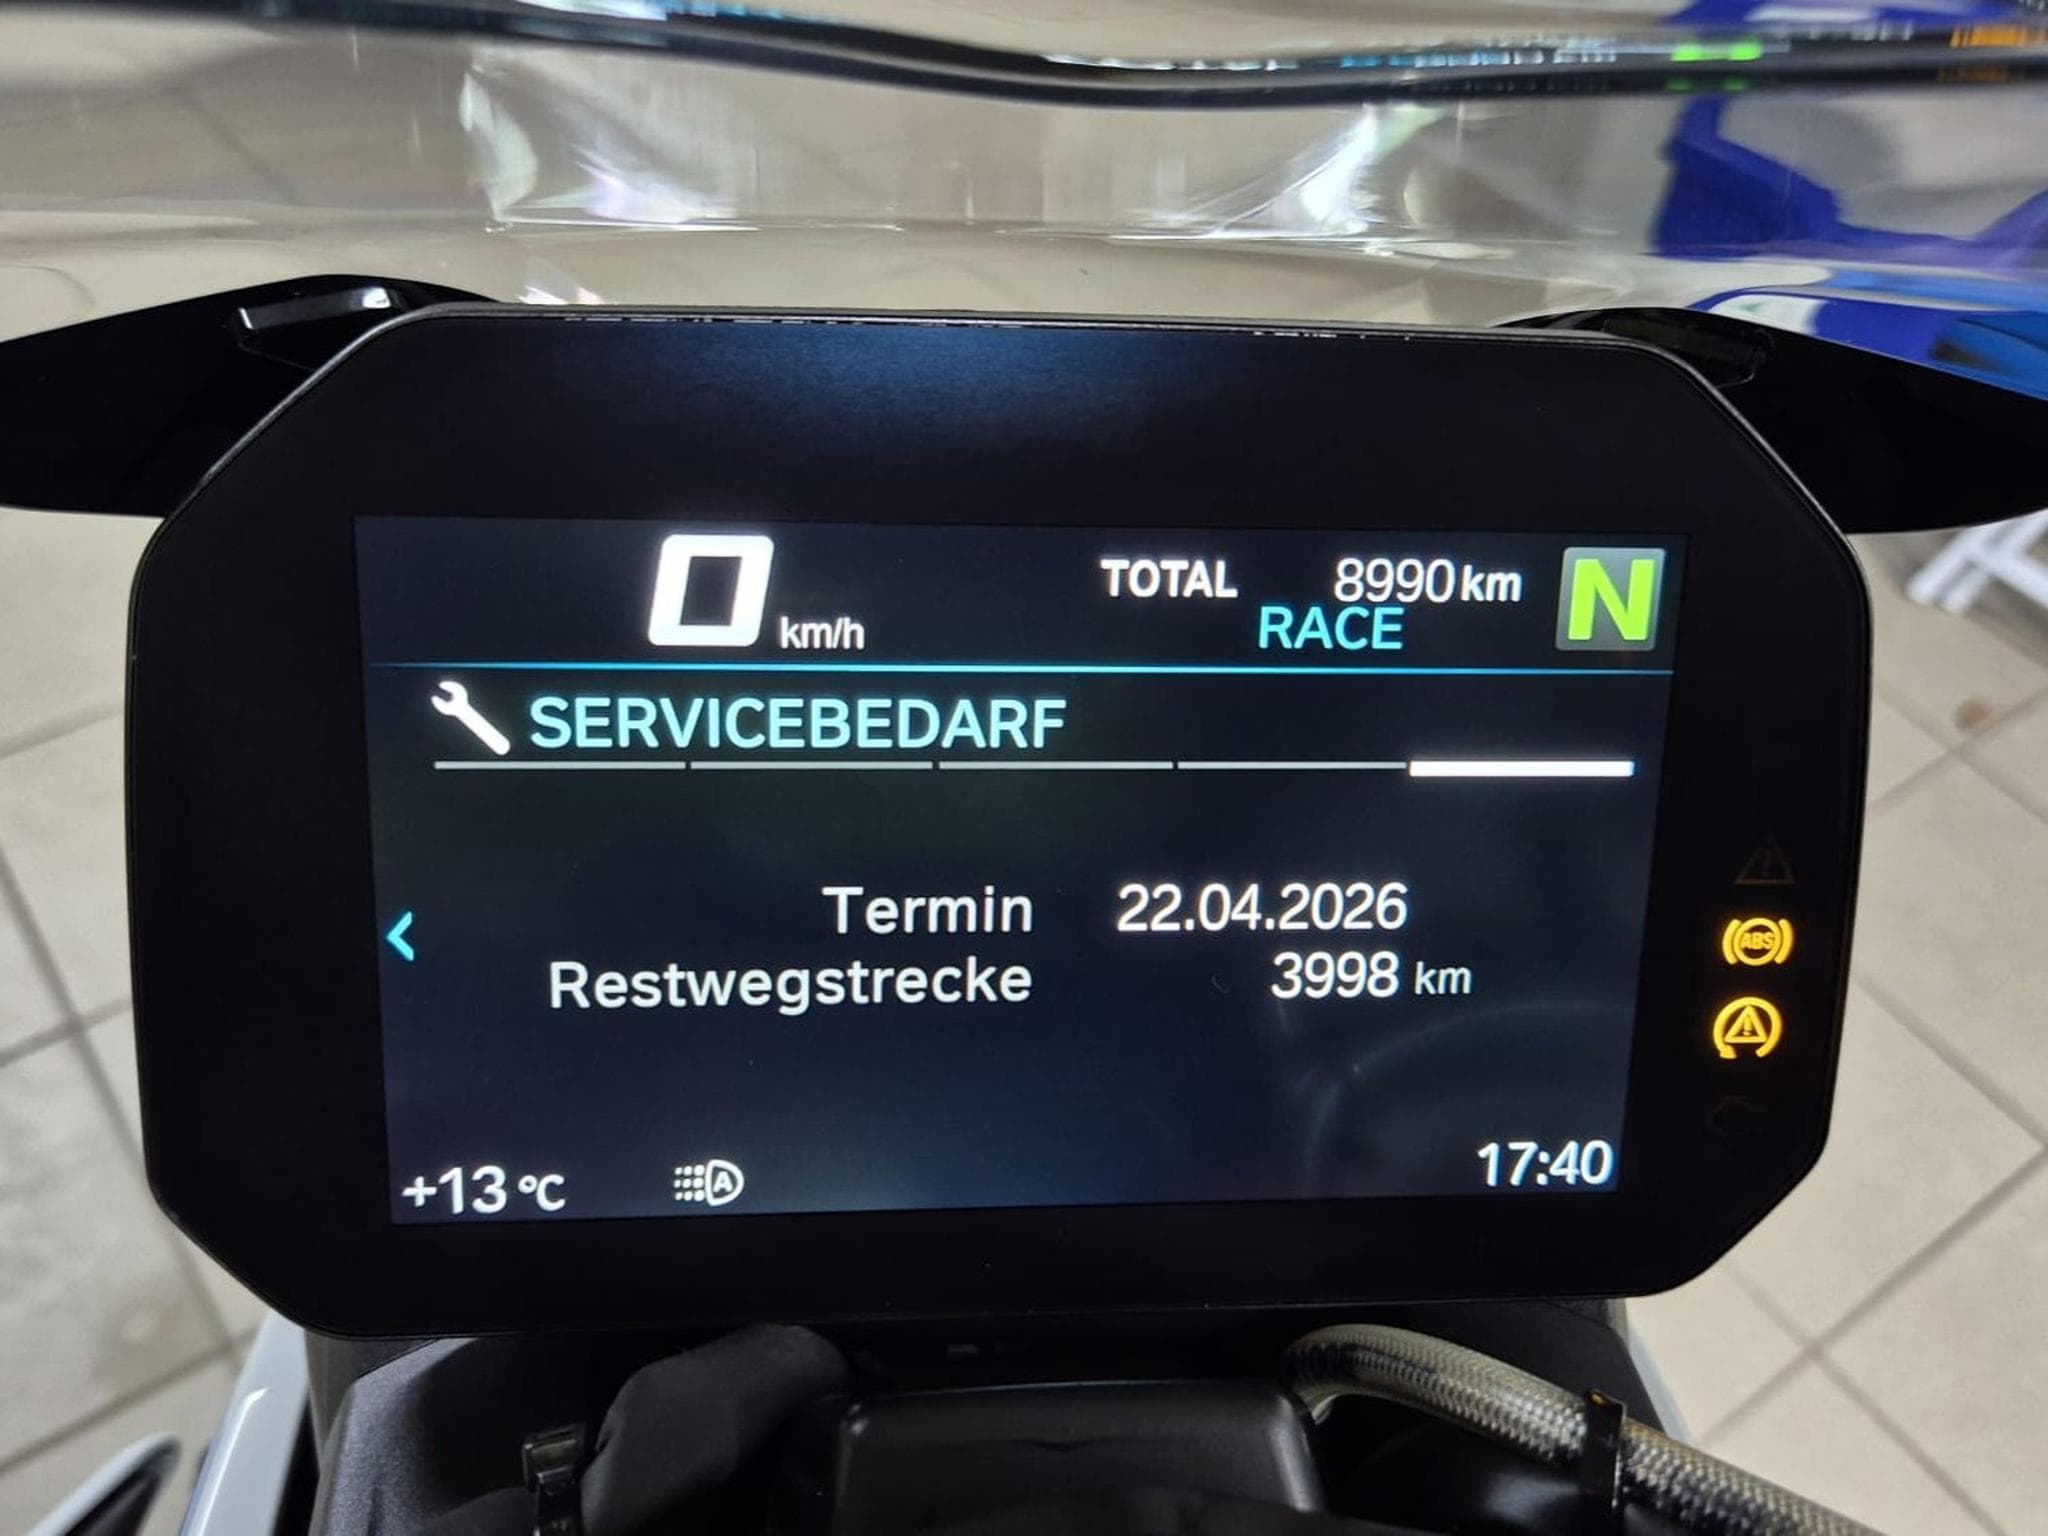 0 km/h TOTAL 8990 km N
RACE
SERVICEBEDARF
Termin 22.04.2026
Restwegstrecke 3998 km
ABS
+13 °C A 17:40